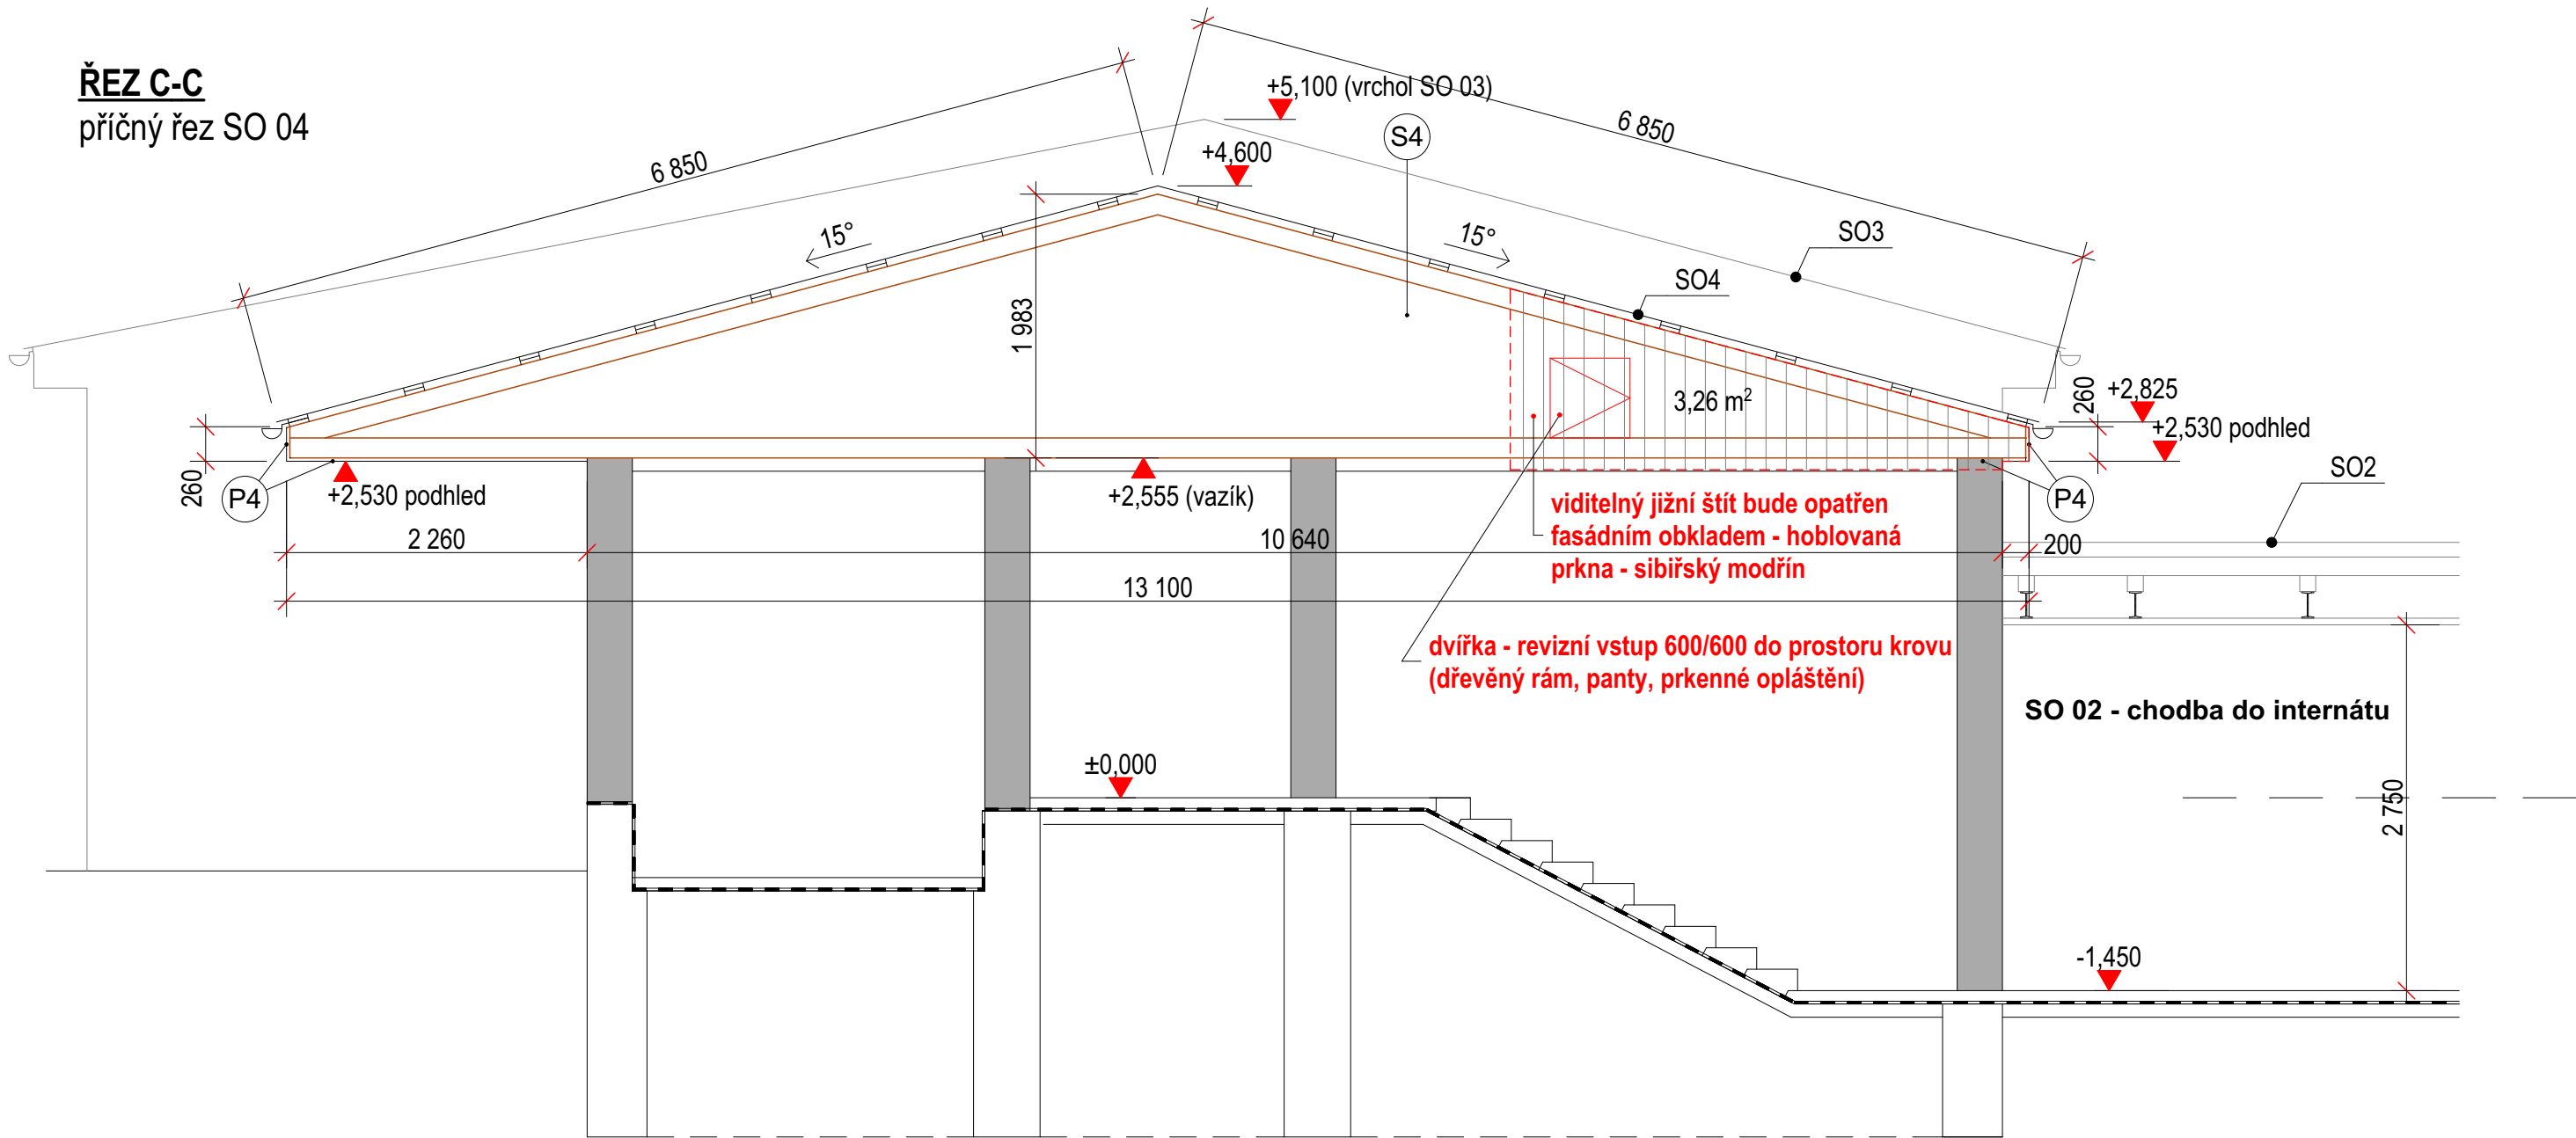 ŘEZ C-C
příčný řez SO 04
+5,100 (vrchol SO 03)
6 850
6 850
S4
+4,600
15°
15°
SO3
SO4
1 983
3,26 m²
260
+2,825
+2,530 podhled
260
P4
+2,530 podhled
+2,555 (vazík)
P4
SO2
viditelný jižní štít bude opatřen
fasádním obkladem - hoblovaná
prkna - sibiřský modřín
2 260
10 640
200
13 100
dvířka - revizní vstup 600/600 do prostoru krovu
(dřevěný rám, panty, prkenné opláštění)
SO 02 - chodba do internátu
±0,000
2 750
-1,450